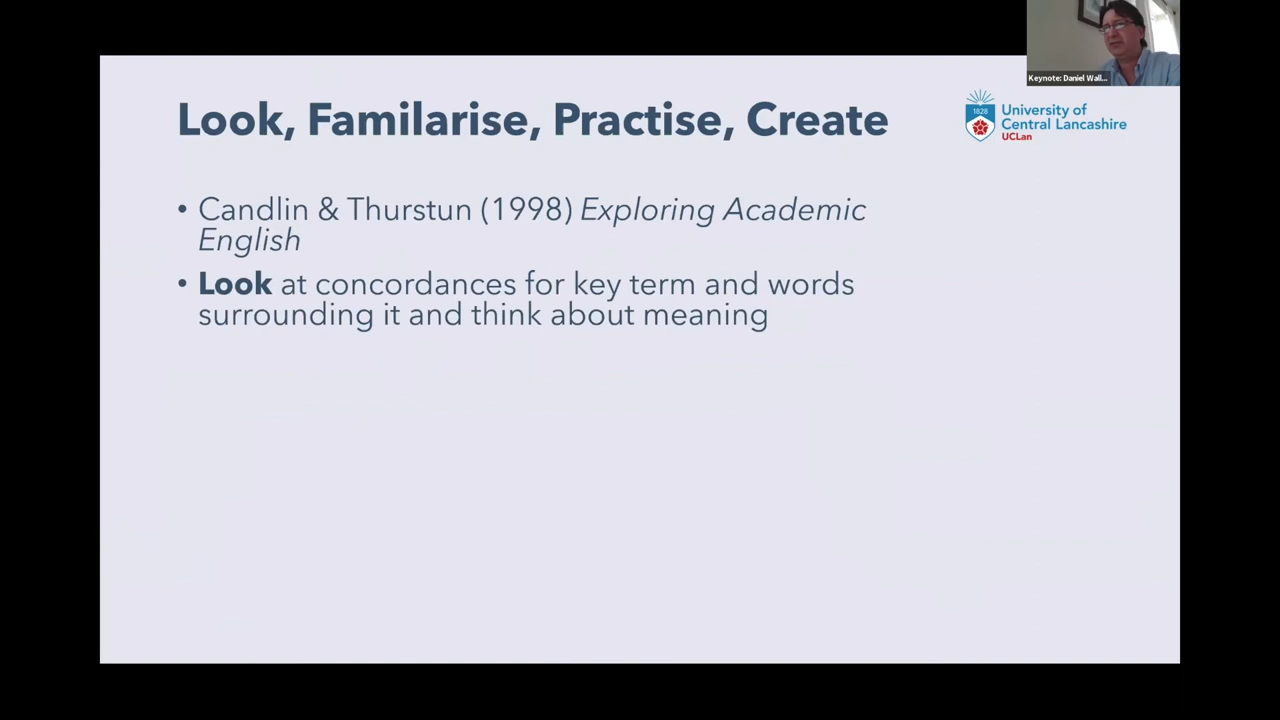 Keynote: Daniel Wall...
Look, Familarise, Practise, Create
1828
University of
Central Lancashire
UCLan
• Candlin & Thurstun (1998) Exploring Academic
English
• Look at concordances for key term and words
surrounding it and think about meaning